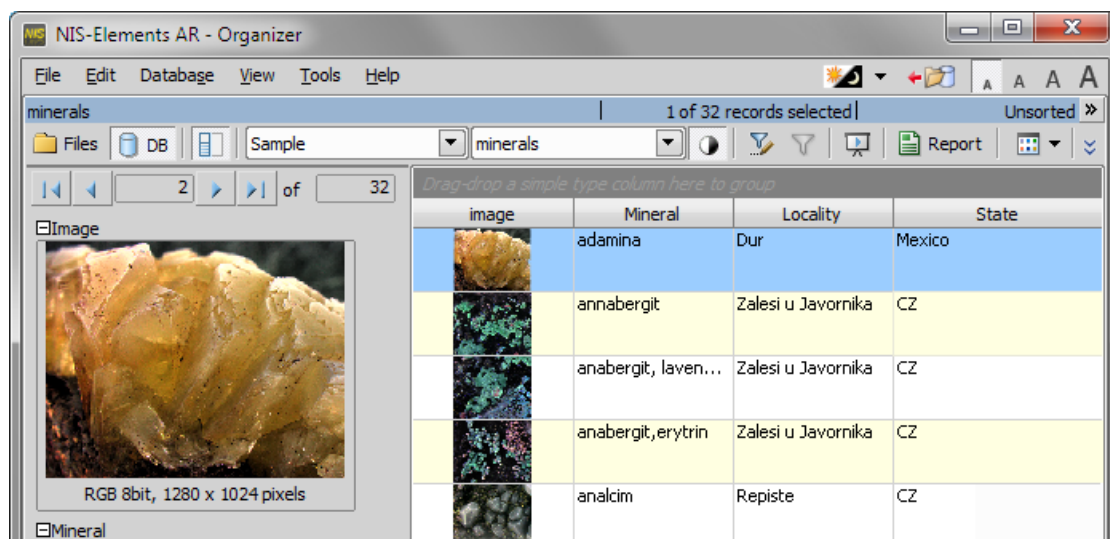 NIS NIS-Elements AR - Organizer
File Edit Database View Tools Help A A A A
minerals 1 of 32 records selected Unsorted »
Files DB Sample minerals Report
2 of 32 Drag-drop a simple type column here to group
image Mineral Locality State
Image
adamina Dur Mexico
annabergit Zalesi u Javornika CZ
anabergit, laven... Zalesi u Javornika CZ
anabergit,erytrin Zalesi u Javornika CZ
RGB 8bit, 1280 x 1024 pixels
analcim Repiste CZ
Mineral